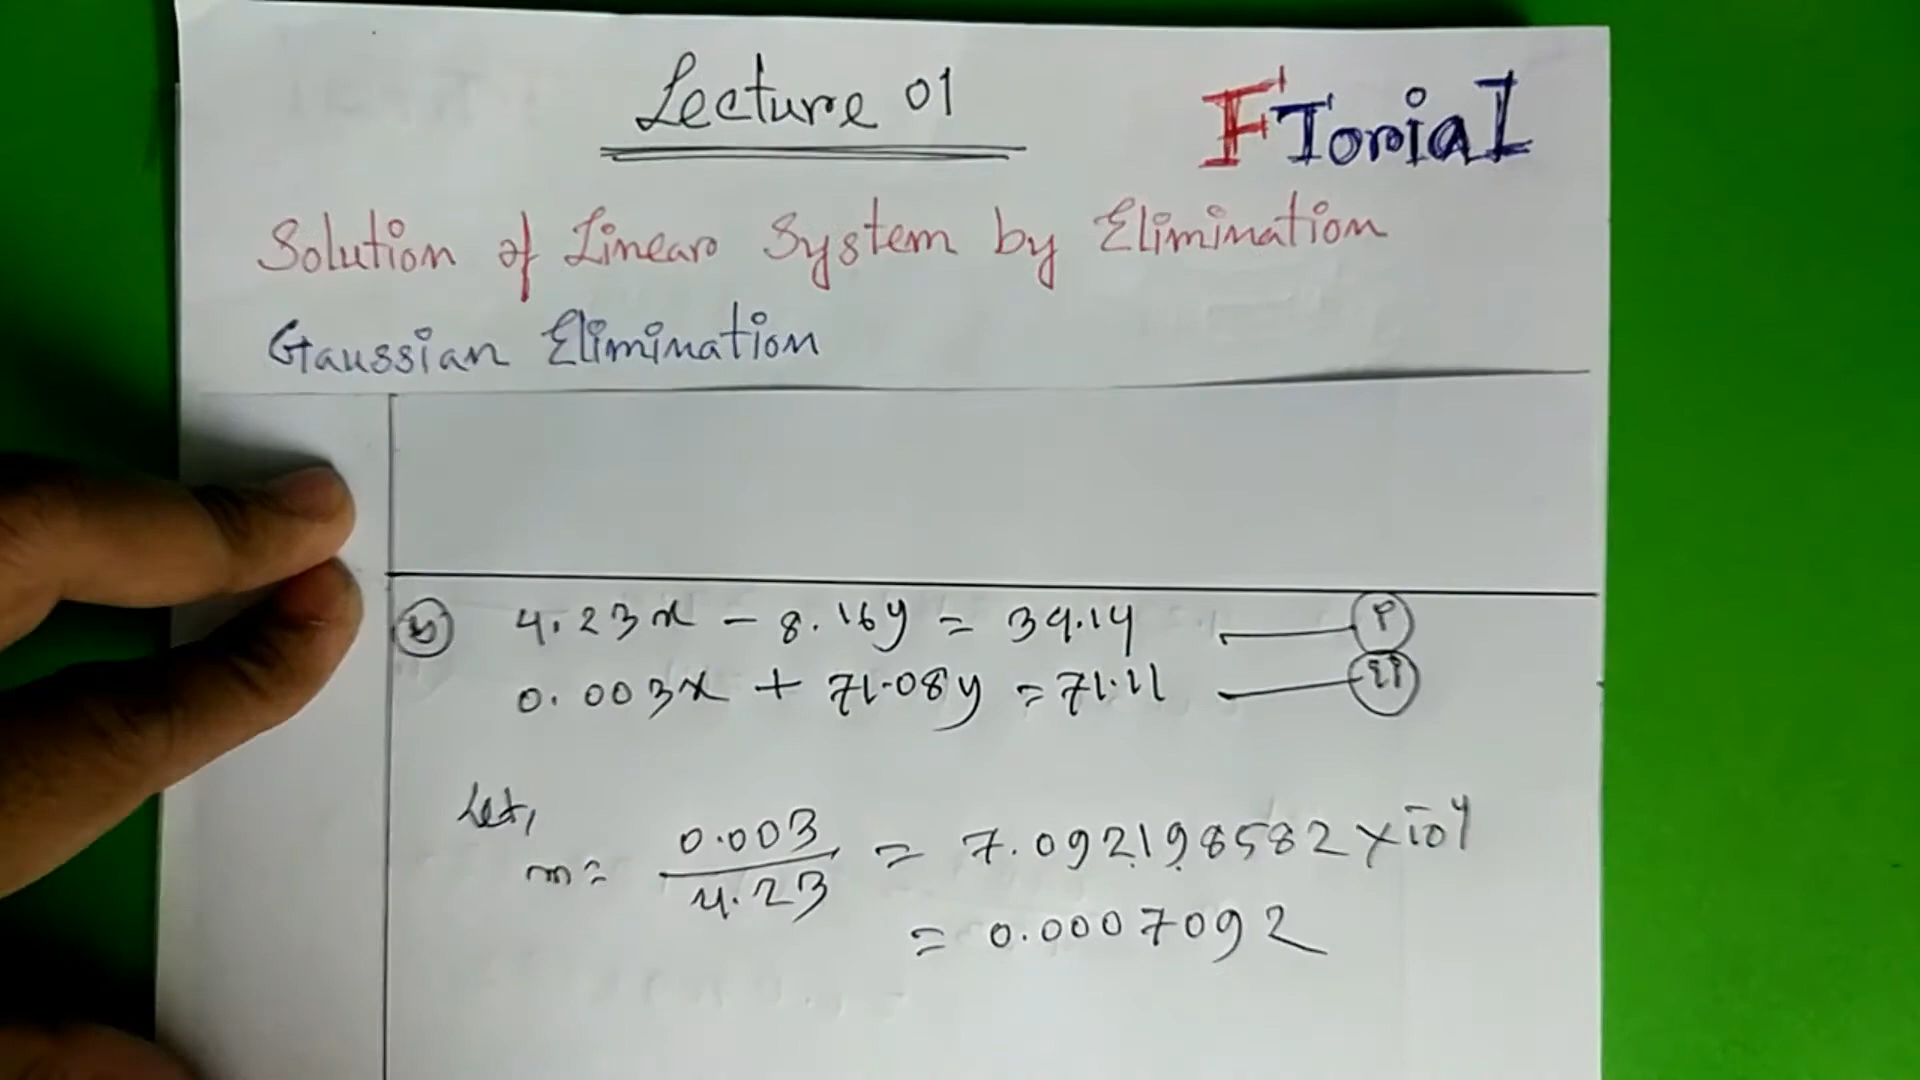 Lecture 01
FTorial
Solution of Linear System by Elimination
Gaussian Elimination
(b) 4.23x - 8.16y = 34.14 (i)
0.003x + 71.08y = 71.11 (ii)
Let,
m = 0.003/4.23 = 7.092198582 × 10^-4
= 0.0007092